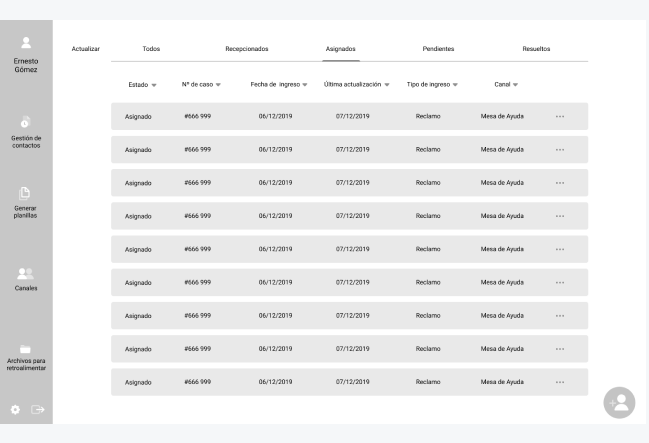 Ernesto
Gómez
Gestión de
contactos
Generar
planillas
Canales
Archivos para
retroalimentar
Actualizar Todos Recepcionados Asignados Pendientes Resueltos
Estado Nº de caso Fecha de ingreso Última actualización Tipo de ingreso Canal
Asignado #666 999 06/12/2019 07/12/2019 Reclamo Mesa de Ayuda
Asignado #666 999 06/12/2019 07/12/2019 Reclamo Mesa de Ayuda
Asignado #666 999 06/12/2019 07/12/2019 Reclamo Mesa de Ayuda
Asignado #666 999 06/12/2019 07/12/2019 Reclamo Mesa de Ayuda
Asignado #666 999 06/12/2019 07/12/2019 Reclamo Mesa de Ayuda
Asignado #666 999 06/12/2019 07/12/2019 Reclamo Mesa de Ayuda
Asignado #666 999 06/12/2019 07/12/2019 Reclamo Mesa de Ayuda
Asignado #666 999 06/12/2019 07/12/2019 Reclamo Mesa de Ayuda
Asignado #666 999 06/12/2019 07/12/2019 Reclamo Mesa de Ayuda